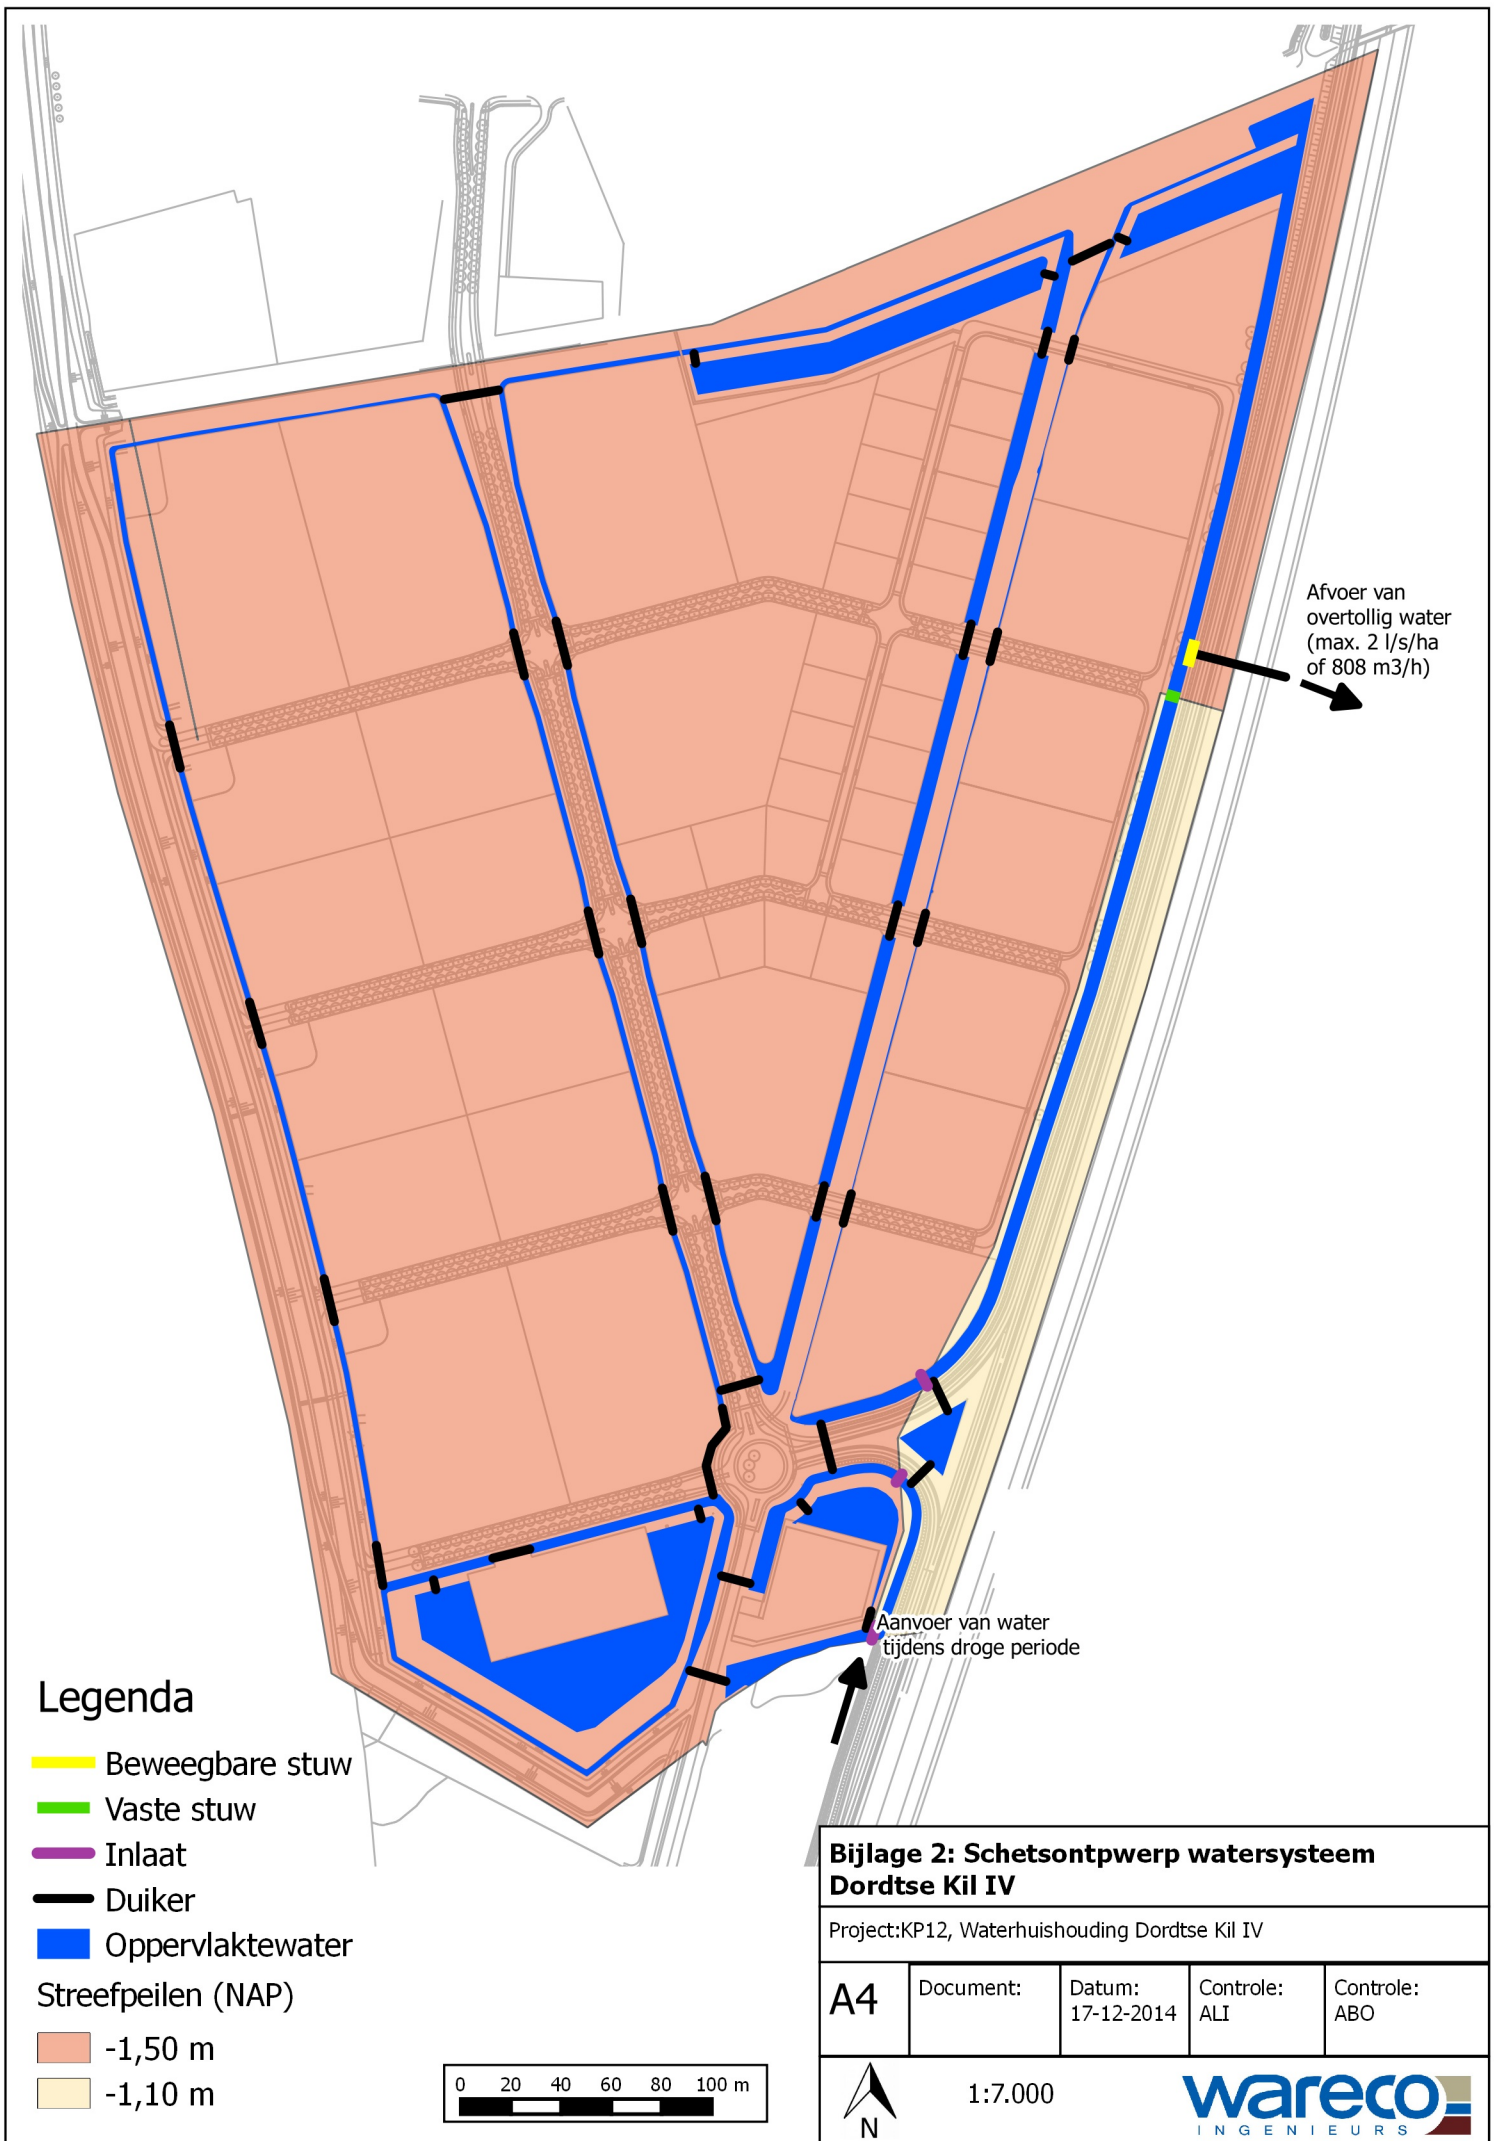 Afvoer van
overtollig water
(max. 2 l/s/ha
of 808 m3/h)
Aanvoer van water
tijdens droge periode
Legenda
Beweegbare stuw
Vaste stuw
Inlaat
Duiker
Oppervlaktewater
Streefpeilen (NAP)
-1,50 m
-1,10 m
0 20 40 60 80 100 m
Bijlage 2: Schetsontpwerp watersysteem
Dordtse Kil IV
Project:KP12, Waterhuishouding Dordtse Kil IV
A4
Document:
Datum:
17-12-2014
Controle:
ALI
Controle:
ABO
N
1:7.000
wareco
INGENIEURS